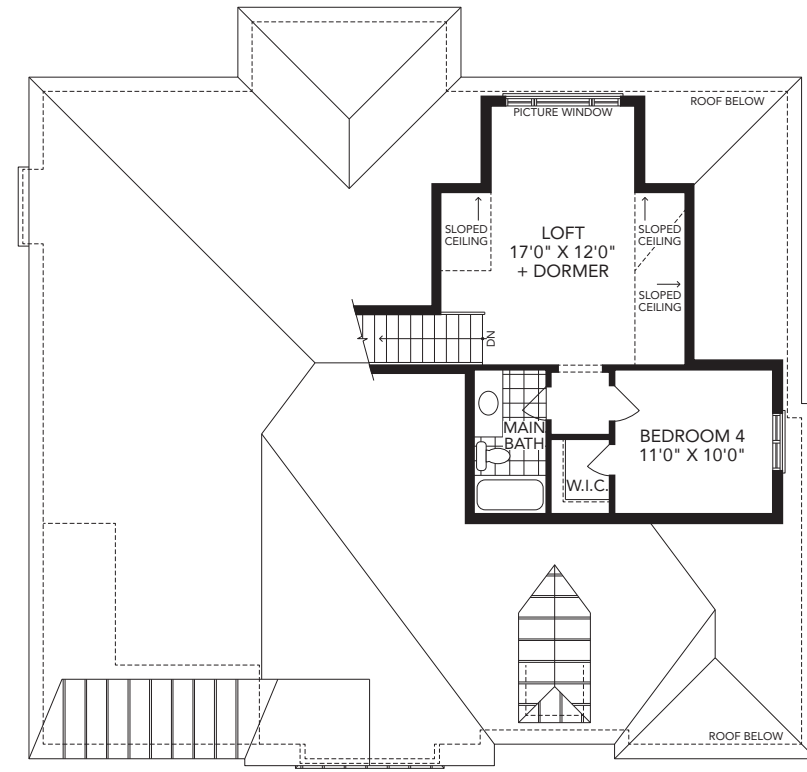 ROOF BELOW
PICTURE WINDOW
SLOPED
CEILING
LOFT
17'0" X 12'0"
+ DORMER
SLOPED
CEILING
SLOPED
CEILING
DN
MAIN
BATH
BEDROOM 4
11'0" X 10'0"
W.I.C.
ROOF BELOW